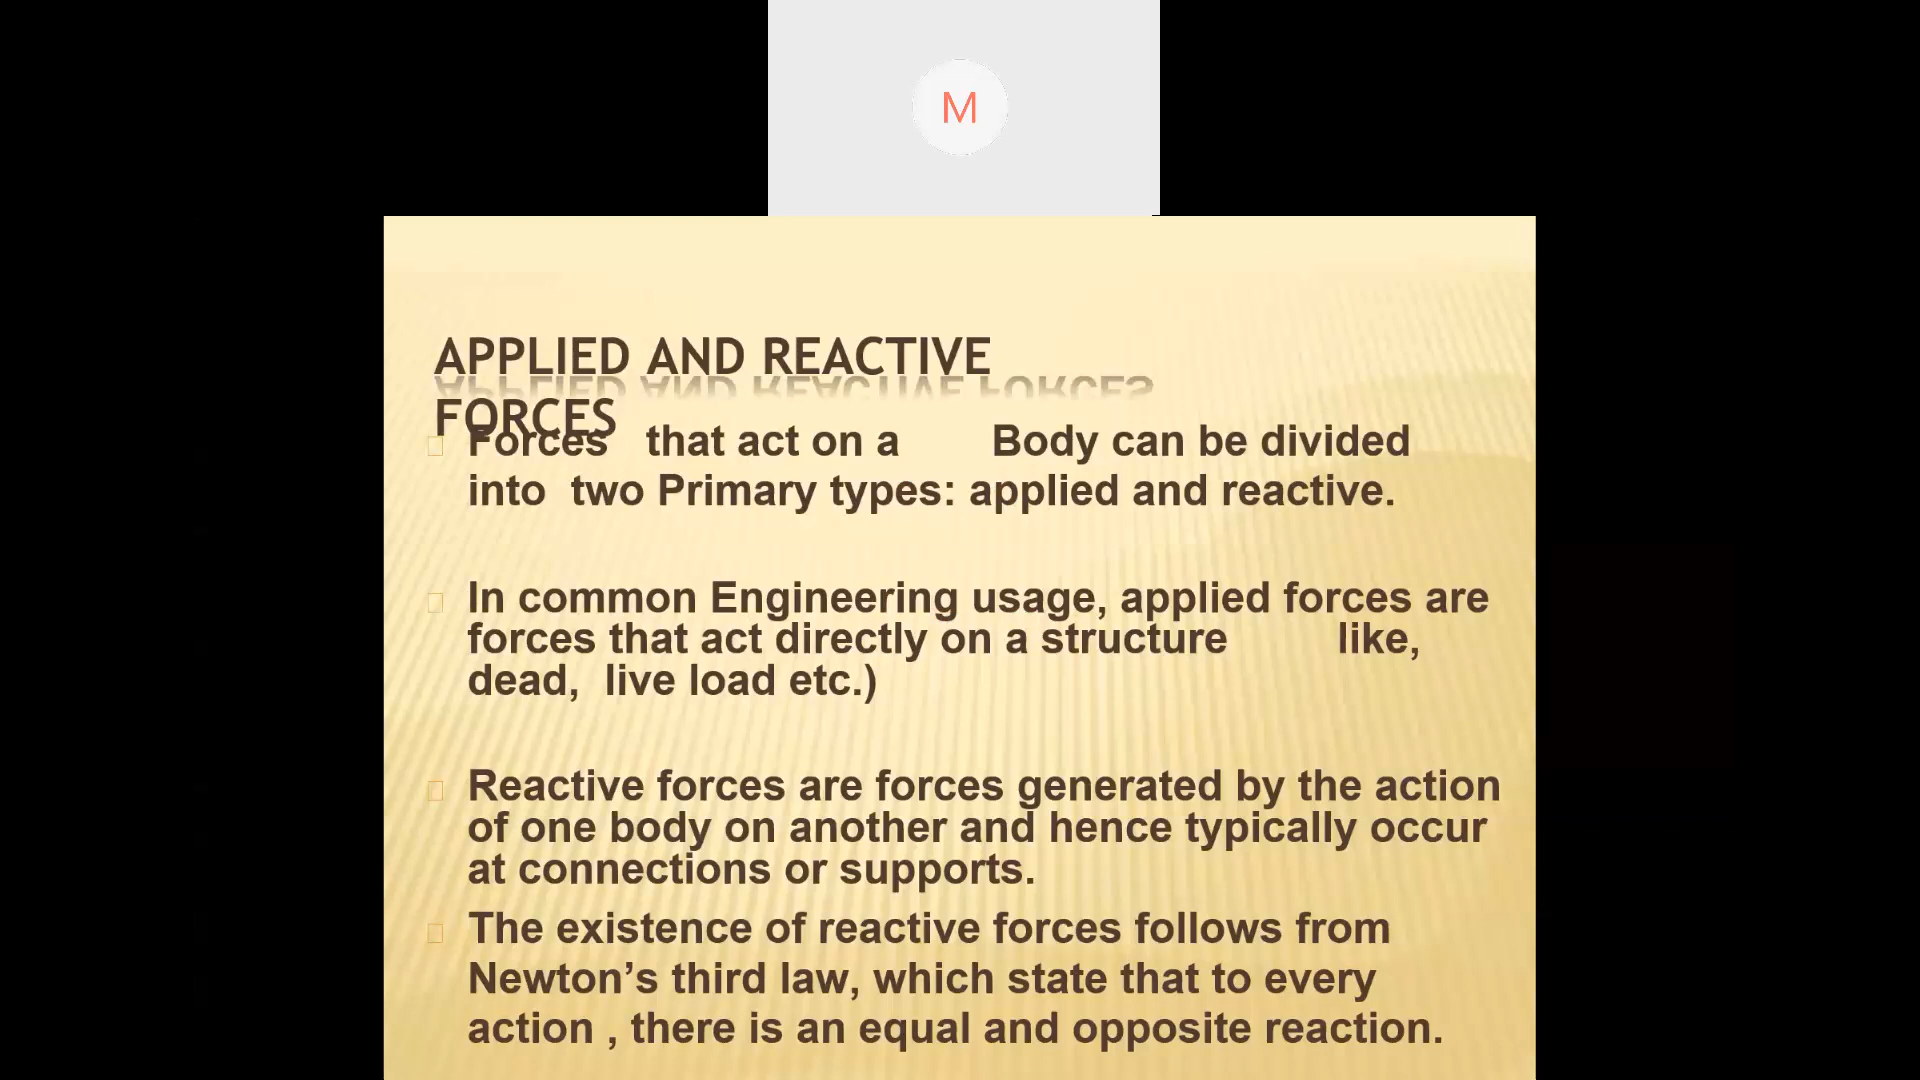 M
APPLIED AND REACTIVE
FORCES
Forces that act on a Body can be divided
into two Primary types: applied and reactive.
In common Engineering usage, applied forces are
forces that act directly on a structure like,
dead, live load etc.)
Reactive forces are forces generated by the action
of one body on another and hence typically occur
at connections or supports.
The existence of reactive forces follows from
Newton’s third law, which state that to every
action , there is an equal and opposite reaction.